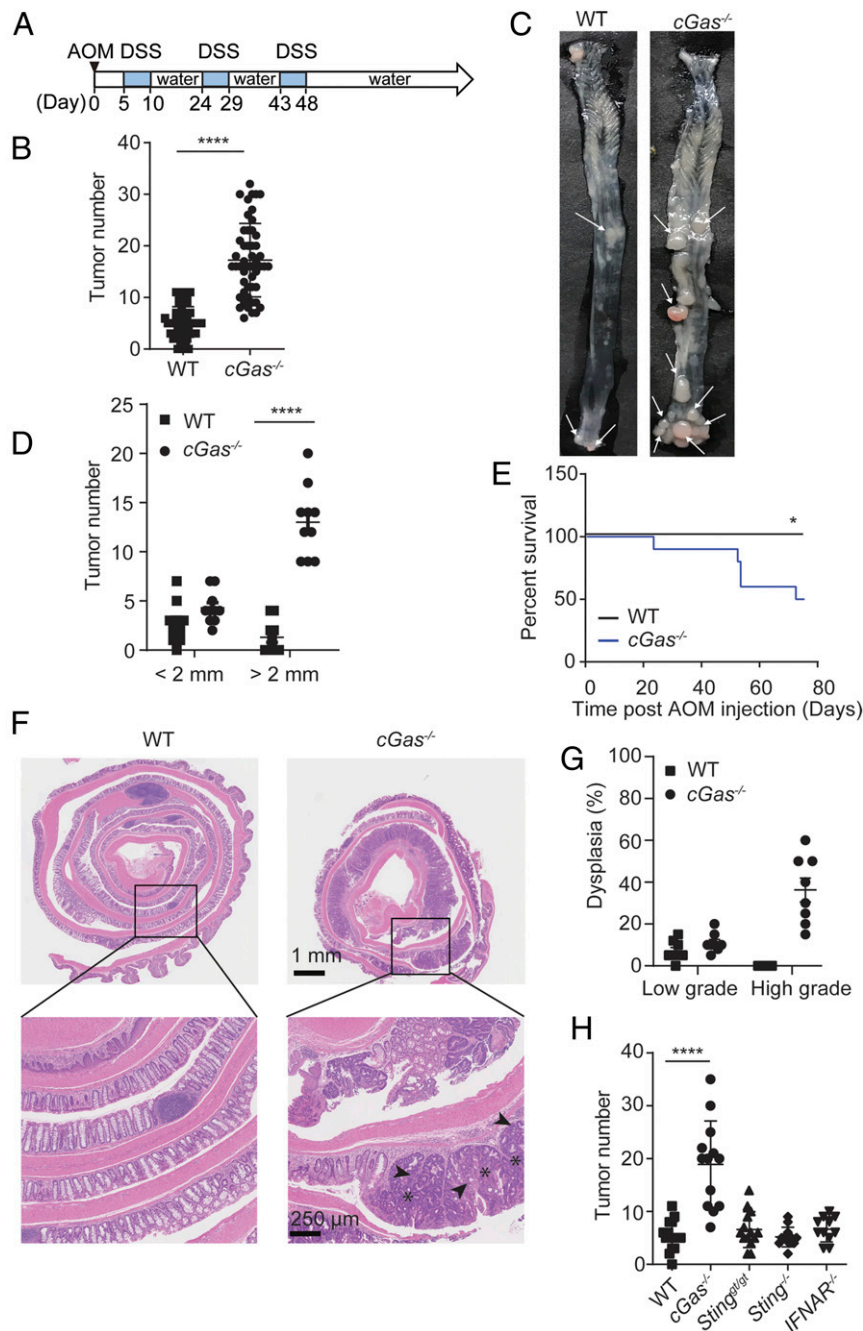 A
AOM DSS DSS DSS
water water water
(Day) 0 5 10 24 29 43 48
B
Tumor number
40
30
20
10
0
****
WT cGas-/-
C
WT cGas-/-
D
Tumor number
25
20
15
10
5
0
WT
cGas-/-
****
< 2 mm > 2 mm
E
Percent survival
150
100
50
0
*
WT
cGas-/-
0 20 40 60 80
Time post AOM injection (Days)
F
WT cGas-/-
1 mm
* * *
250 µm
G
Dysplasia (%)
100
80
60
40
20
0
WT
cGas-/-
Low grade High grade
H
Tumor number
40
30
20
10
0
****
WT cGas-/- Stinggt/gt Sting-/- IFNAR-/-